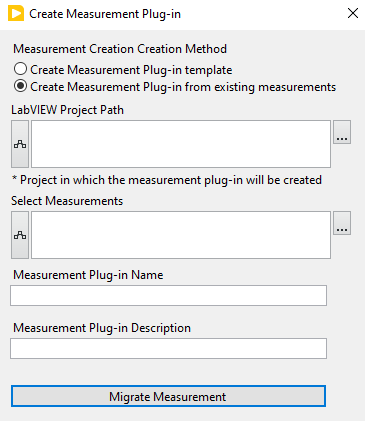 Create Measurement Plug-in
Measurement Creation Creation Method
Create Measurement Plug-in template
Create Measurement Plug-in from existing measurements
LabVIEW Project Path
...
* Project in which the measurement plug-in will be created
Select Measurements
...
Measurement Plug-in Name
Measurement Plug-in Description
Migrate Measurement